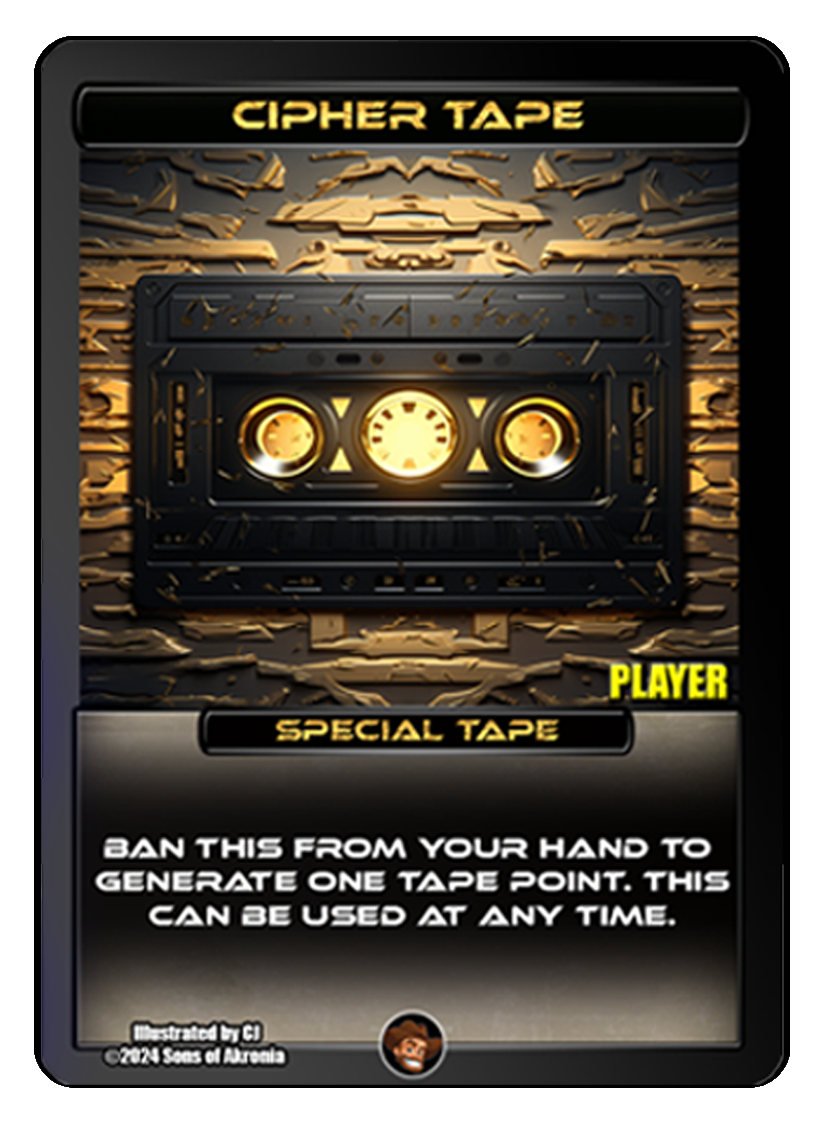 CIPHER TAPE
PLAYER
SPECIAL TAPE
BAN THIS FROM YOUR HAND TO
GENERATE ONE TAPE POINT. THIS
CAN BE USED AT ANY TIME.
Illustrated by CJ
©2024 Sons of Akronia